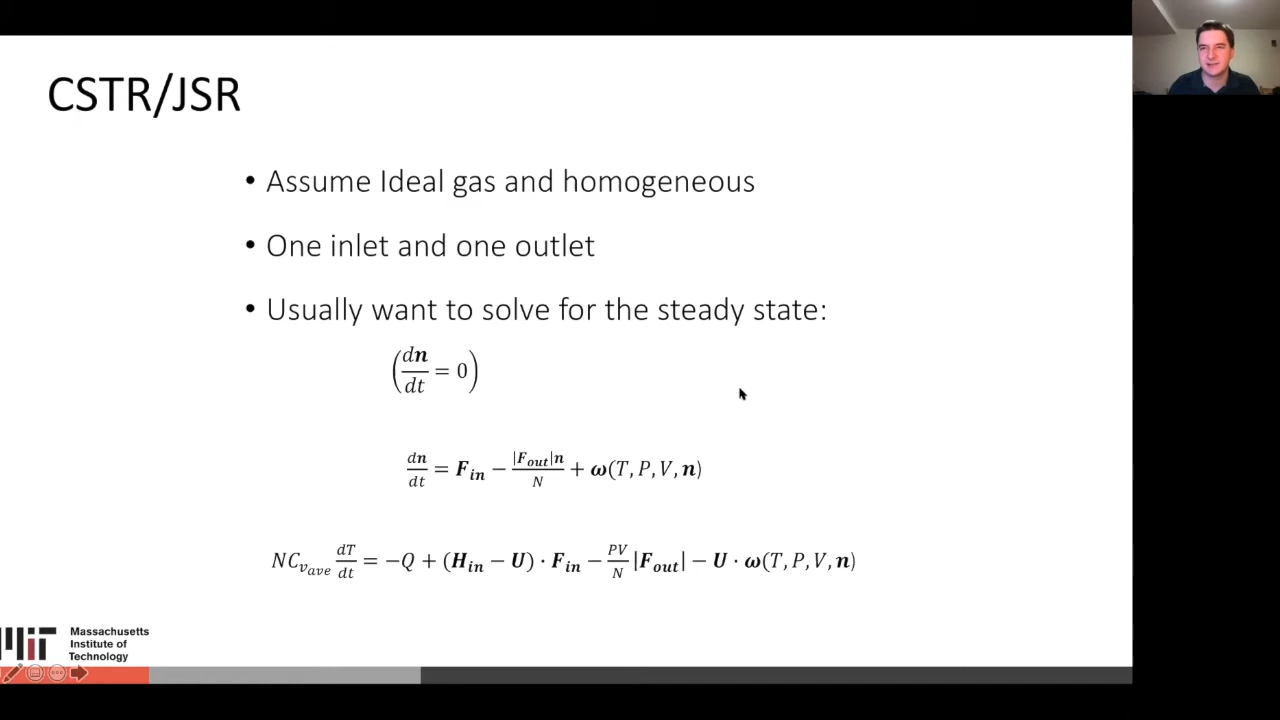 CSTR/JSR
• Assume Ideal gas and homogeneous
• One inlet and one outlet
• Usually want to solve for the steady state:
(d𝒏/dt = 0)
d𝒏/dt = 𝑭_in − |𝑭_out|𝒏/N + 𝝎(T, P, V, 𝒏)
NC_v_ave dT/dt = −Q + (𝑯_in − 𝑼) · 𝑭_in − PV/N |𝑭_out| − 𝑼 · 𝝎(T, P, V, 𝒏)
MIT
Massachusetts
Institute of
Technology